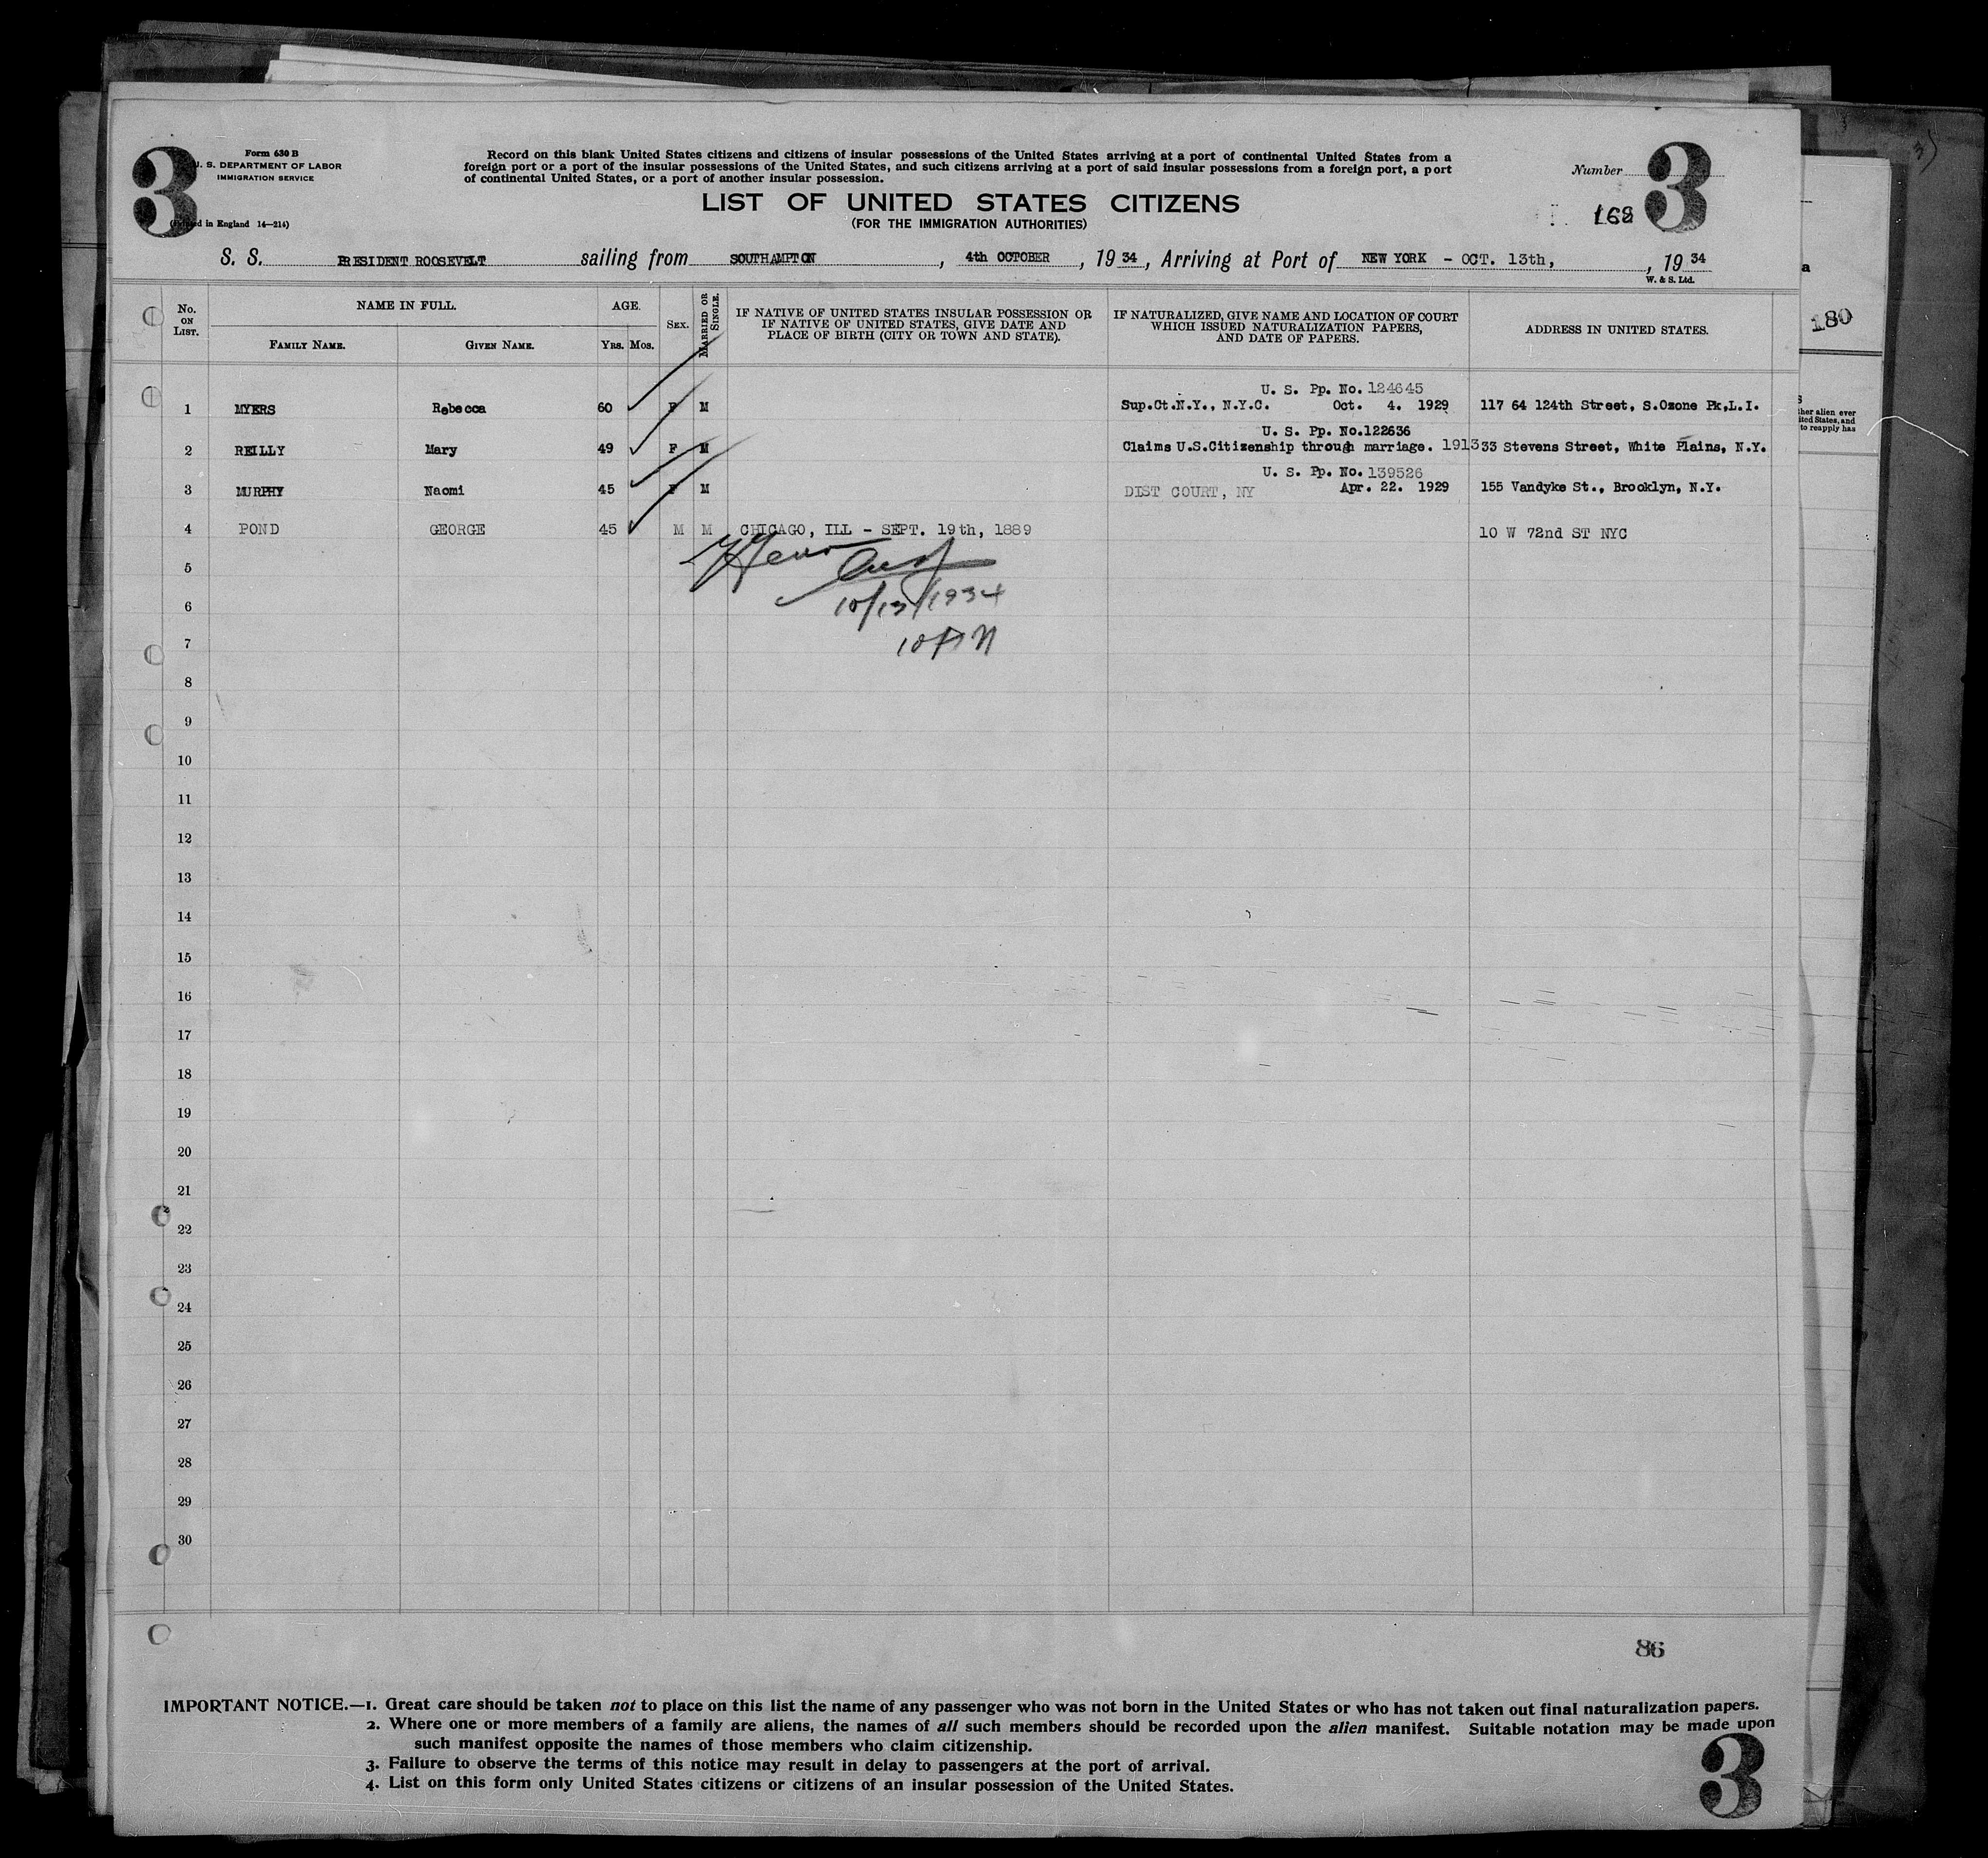 3
Form 630 B
U. S. DEPARTMENT OF LABOR
IMMIGRATION SERVICE
in England 14—214)
Record on this blank United States citizens and citizens of insular possessions of the United States arriving at a port of continental United States from a
foreign port or a port of the insular possessions of the United States, and such citizens arriving at a port of said insular possessions from a foreign port, a port
of continental United States, or a port of another insular possession.
Number
3
LIST OF UNITED STATES CITIZENS
(FOR THE IMMIGRATION AUTHORITIES)
168
S. S. PRESIDENT ROOSEVELT sailing from SOUTHAMPTON, 4th OCTOBER, 1934, Arriving at Port of NEW YORK - OCT. 13th, , 1934
W. & S. Ltd.
No. ON LIST. NAME IN FULL. AGE. SEX. MARRIED OR SINGLE. IF NATIVE OF UNITED STATES INSULAR POSSESSION OR IF NATIVE OF UNITED STATES, GIVE DATE AND PLACE OF BIRTH (CITY OR TOWN AND STATE). IF NATURALIZED, GIVE NAME AND LOCATION OF COURT WHICH ISSUED NATURALIZATION PAPERS, AND DATE OF PAPERS. ADDRESS IN UNITED STATES.
FAMILY NAME. GIVEN NAME. YRS. MOS.
U. S. Pp. No. 124645
1 MYERS Rebecca 60 F M Sup.Ct.N.Y., N.Y.C. Oct. 4. 1929 117 64 124th Street, S.Ozone Pk,L.I.
U. S. Pp. No.122636
2 REILLY Mary 49 F M Claims U.S.Citizenship through marriage. 1913 33 Stevens Street, White Plains, N.Y.
U. S. Pp. No. 139526
3 MURPHY Naomi 45 F M DIST COURT, NY Apr. 22. 1929 155 Vandyke St., Brooklyn, N.Y.
4 POND GEORGE 45 M M CHICAGO, ILL - SEPT. 19th, 1889 10 W 72nd ST NYC
5
6 10/13/1934
7
8
9
10
11
12
13
14
15
16
17
18
19
20
21
22
23
24
25
26
27
28
29
30
86
IMPORTANT NOTICE.—1. Great care should be taken not to place on this list the name of any passenger who was not born in the United States or who has not taken out final naturalization papers.
2. Where one or more members of a family are aliens, the names of all such members should be recorded upon the alien manifest. Suitable notation may be made upon
such manifest opposite the names of those members who claim citizenship.
3. Failure to observe the terms of this notice may result in delay to passengers at the port of arrival.
4. List on this form only United States citizens or citizens of an insular possession of the United States.
3
a
180
ther alien ever
ited States, and
to reapply has